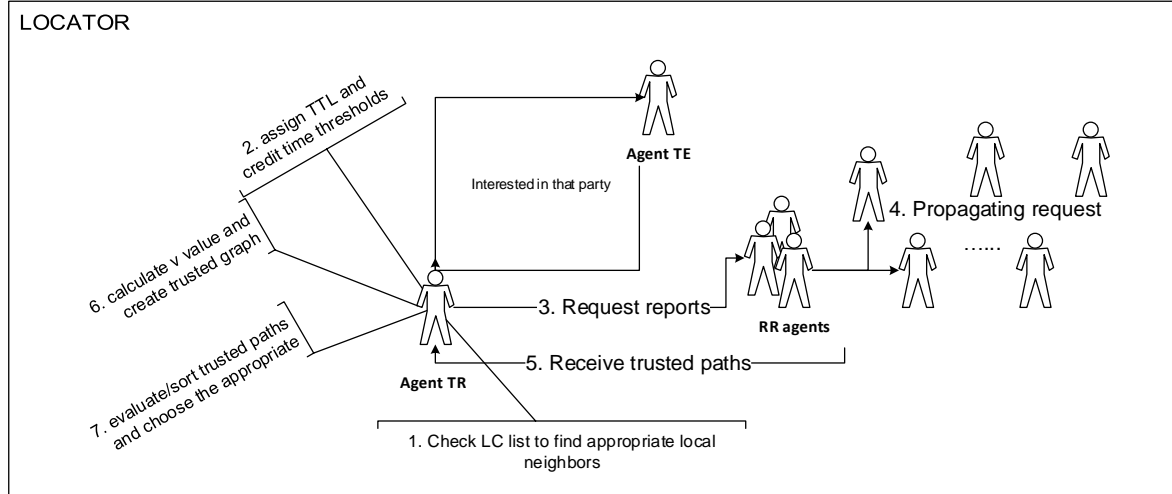 LOCATOR
2. assign TTL and
credit time thresholds
Agent TE
Interested in that party
4. Propagating request
......
6. calculate v value and
create trusted graph
3. Request reports
RR agents
5. Receive trusted paths
Agent TR
7. evaluate/sort trusted paths
and choose the appropriate
1. Check LC list to find appropriate local
neighbors